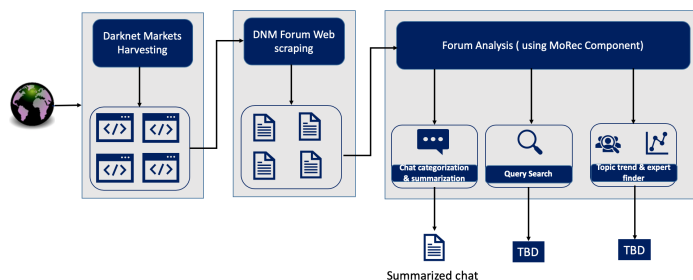 Darknet Markets
Harvesting
DNM Forum Web
scraping
Forum Analysis ( using MoRec Component)
</>
</>
</>
</>
Chat categorization
& summarization
Query Search
Topic trend & expert
finder
TBD
TBD
Summarized chat